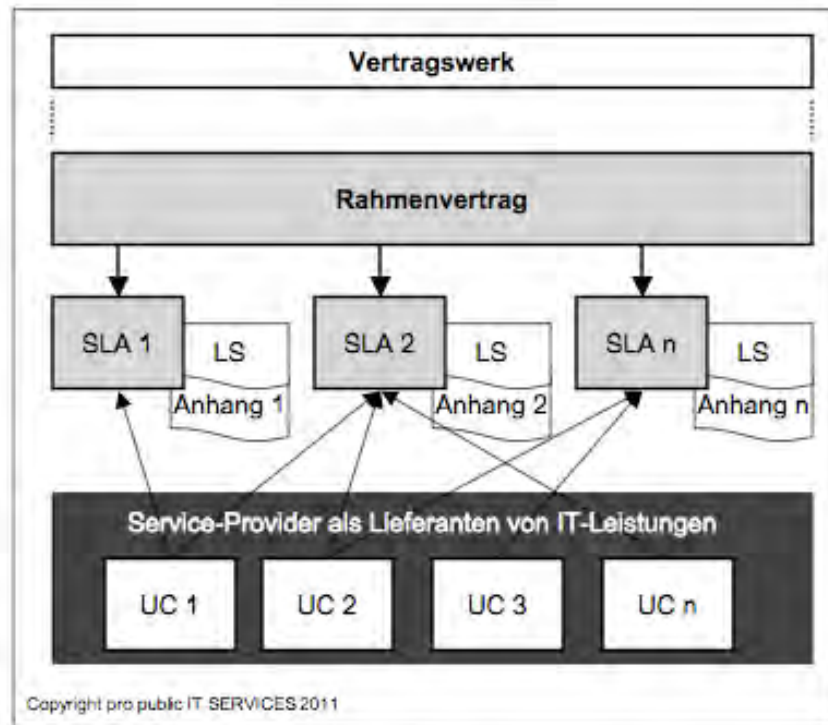 Vertragswerk
Rahmenvertrag
SLA 1
LS
Anhang 1
SLA 2
LS
Anhang 2
SLA n
LS
Anhang n
Service-Provider als Lieferanten von IT-Leistungen
UC 1
UC 2
UC 3
UC n
Copyright pro public IT SERVICES 2011